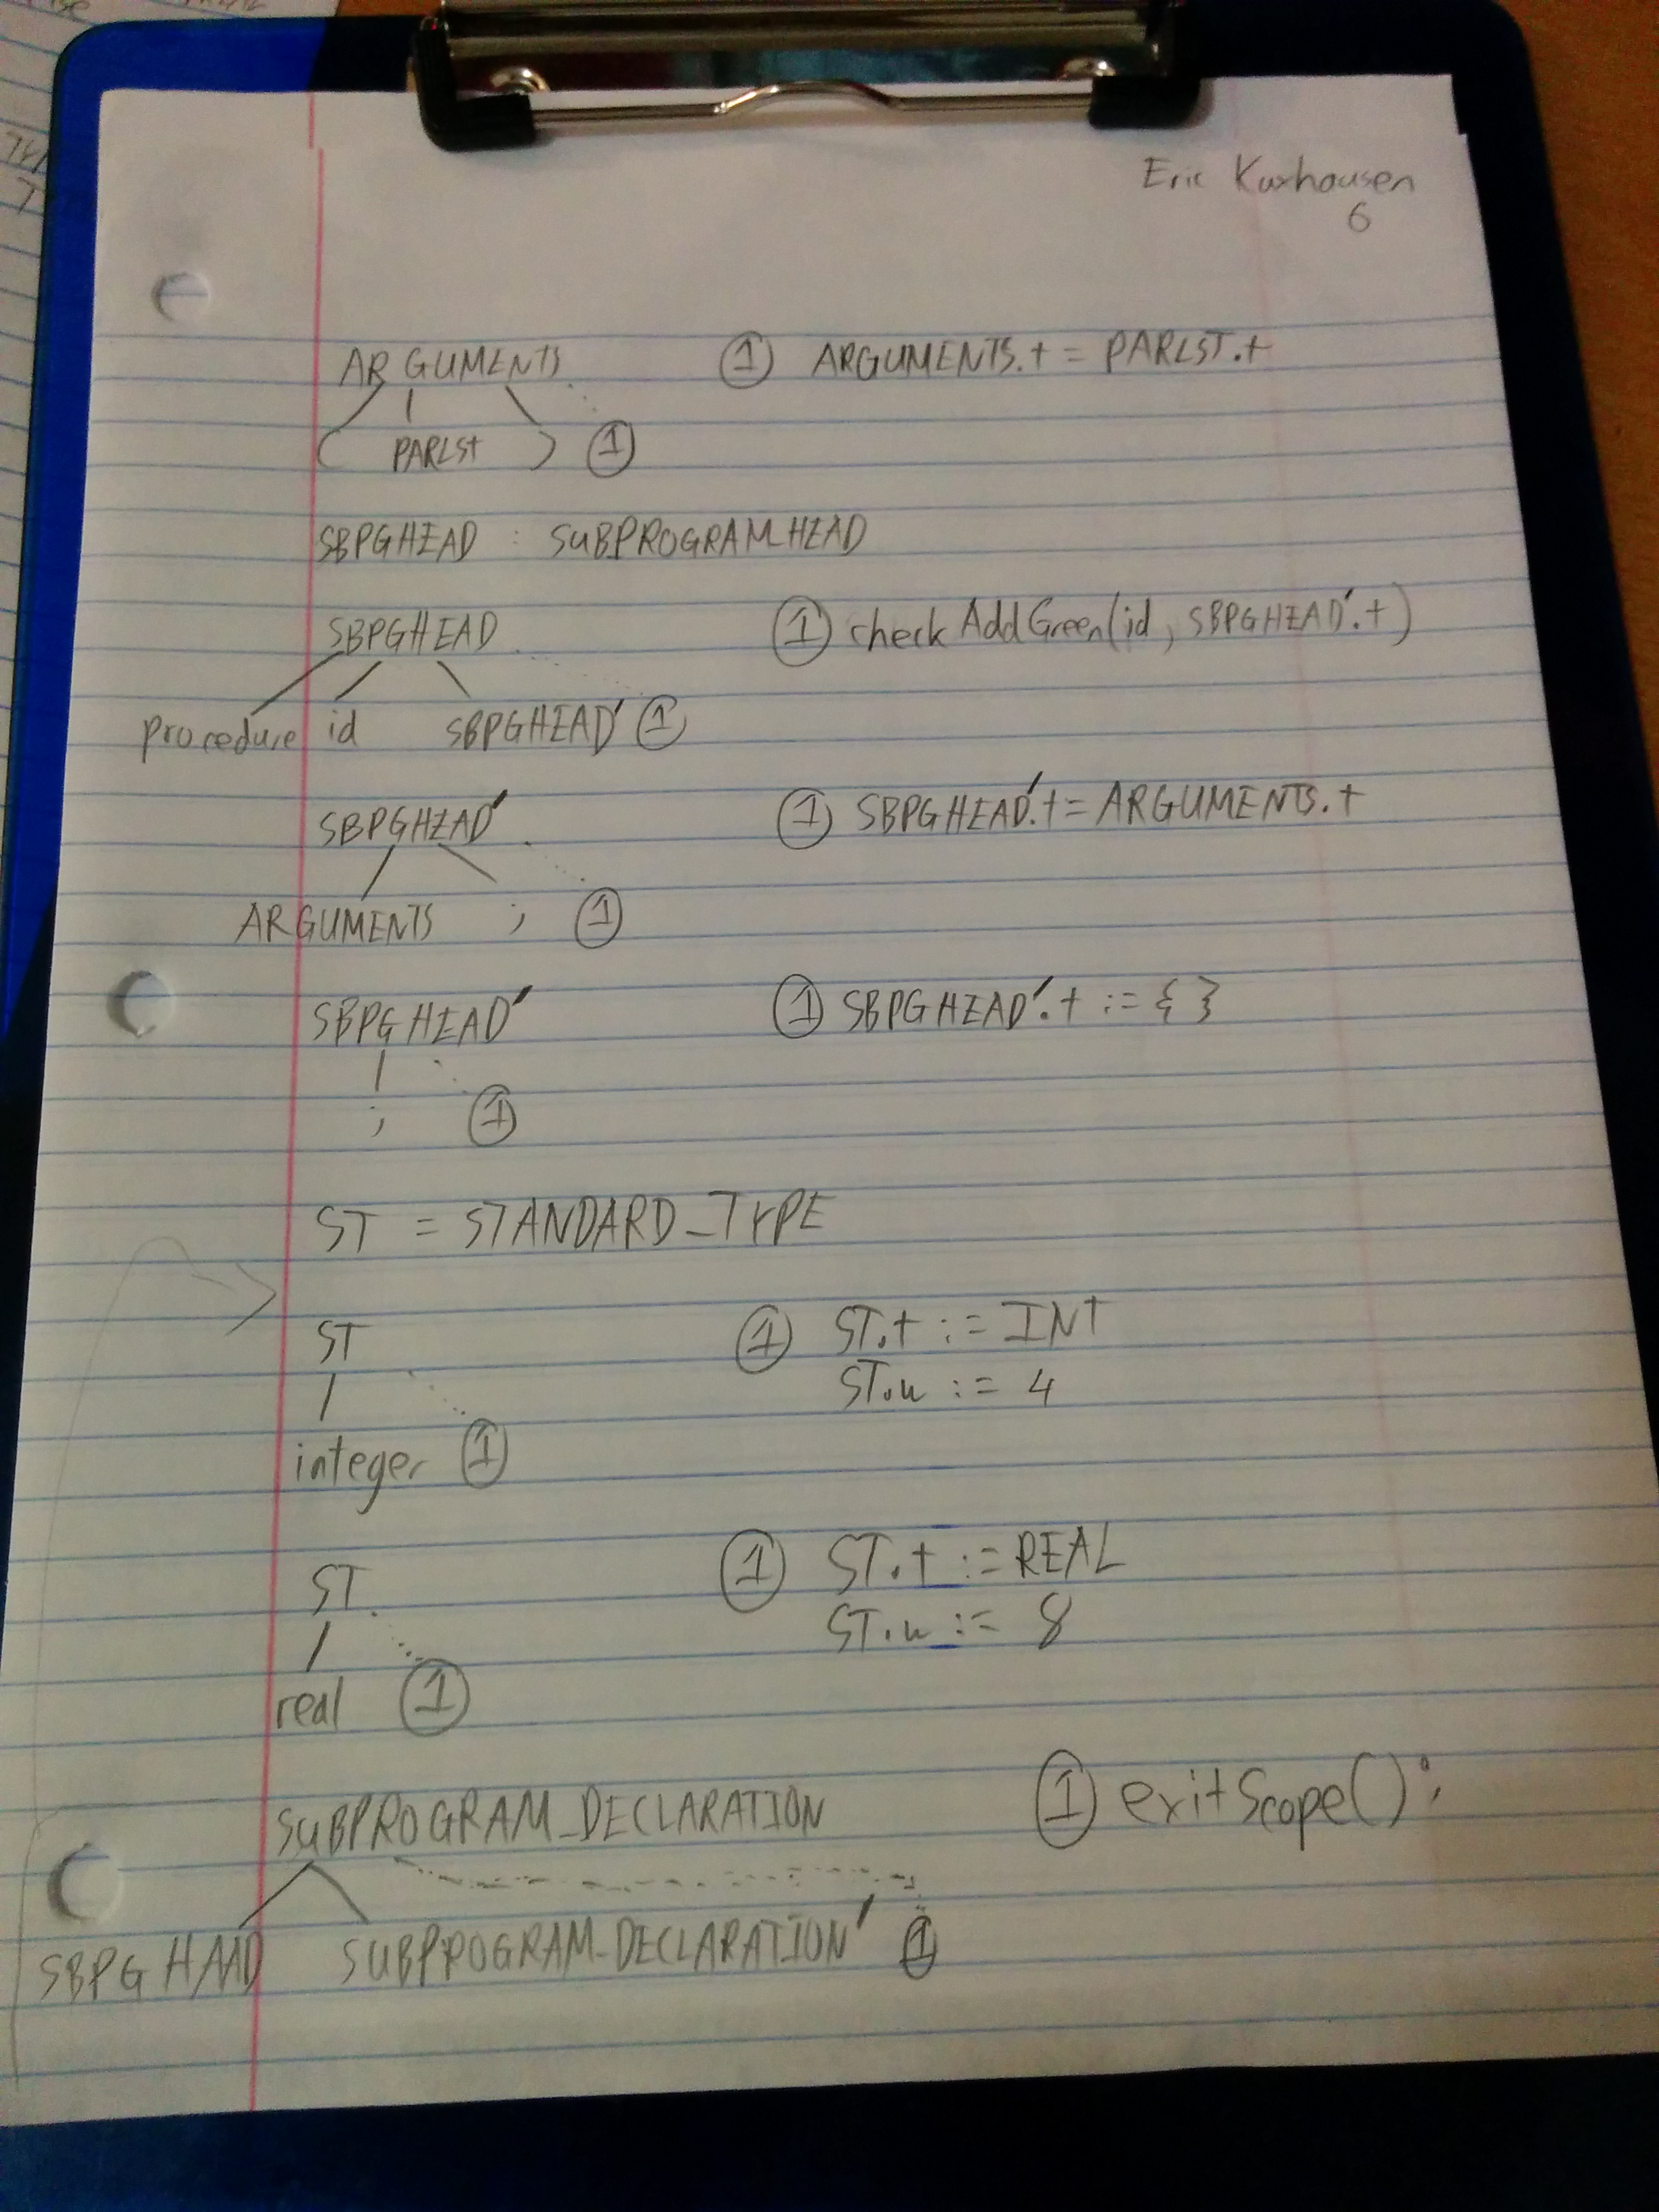 Eric Kuxhausen
6
ARGUMENTS ① ARGUMENTS.t = PARLST.t
( PARLSt ) ①
SBPGHEAD : SUBPROGRAM_HEAD
SBPGHEAD ① checkAddGreen(id, SBPGHEAD'.t)
procedure id SBPGHEAD' ①
SBPGHEAD' ① SBPGHEAD'.t = ARGUMENTS.t
ARGUMENTS ; ①
SBPGHEAD' ① SBPGHEAD'.t := { }
; ①
ST = STANDARD_TYPE
ST ① ST.t := INT
ST.w := 4
integer ①
ST ① ST.t := REAL
ST.w := 8
real ①
SUBPROGRAM_DECLARATION ① exitScope();
SBPGHAAD SUBPROGRAM_DECLARATION' ①